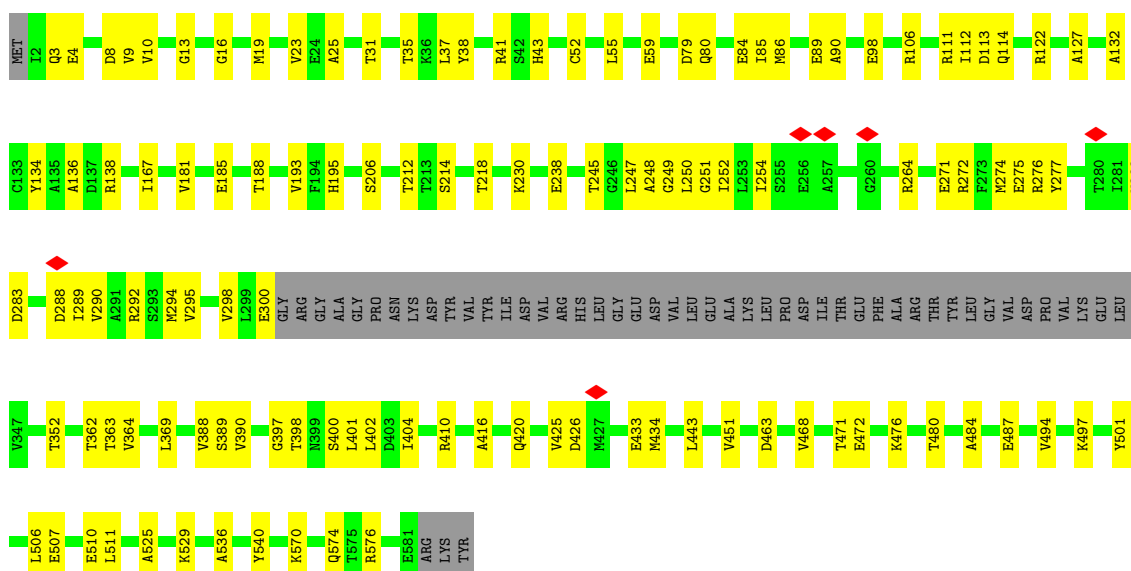 MET I2 Q3 E4 D8 V9 V10 G13 G16 M19 V23 E24 A25 T31 T35 K36 L37 Y38 R41 S42 H43 C52 L55 E59 D79 Q80 E84 I85 M86 E89 A90 E98 R106 R111 I112 D113 Q114 R122 A127 A132
C133 Y134 A135 A136 D137 R138 I167 V181 E185 T188 V193 F194 H195 S206 T212 T213 S214 T218 K230 E238 T245 G246 L247 A248 G249 L250 G251 I252 L253 I254 S255 E256 A257 G260 R264 E271 R272 F273 M274 E275 R276 Y277 T280 I281
D283 D288 I289 V290 A291 R292 S293 M294 V295 V298 L299 E300 GLY ARG GLY ALA GLY PRO ASN LYS ASP TYR VAL TYR ILE ASP VAL ARG HIS LEU GLY GLU ASP VAL LEU GLU ALA LYS LEU PRO ASP ILE THR GLU PHE ALA ARG THR TYR LEU GLY VAL ASP PRO VAL LYS GLU LEU
V347 T352 T362 T363 V364 L369 V388 S389 V390 G397 T398 N399 S400 L401 L402 D403 I404 R410 A416 Q420 V425 D426 M427 E433 M434 L443 V451 D463 V468 T471 E472 K476 T480 A484 E487 V494 K497 Y501
L506 E507 E510 L511 A525 K529 A536 Y540 K570 Q574 T575 R576 E581 ARG LYS TYR